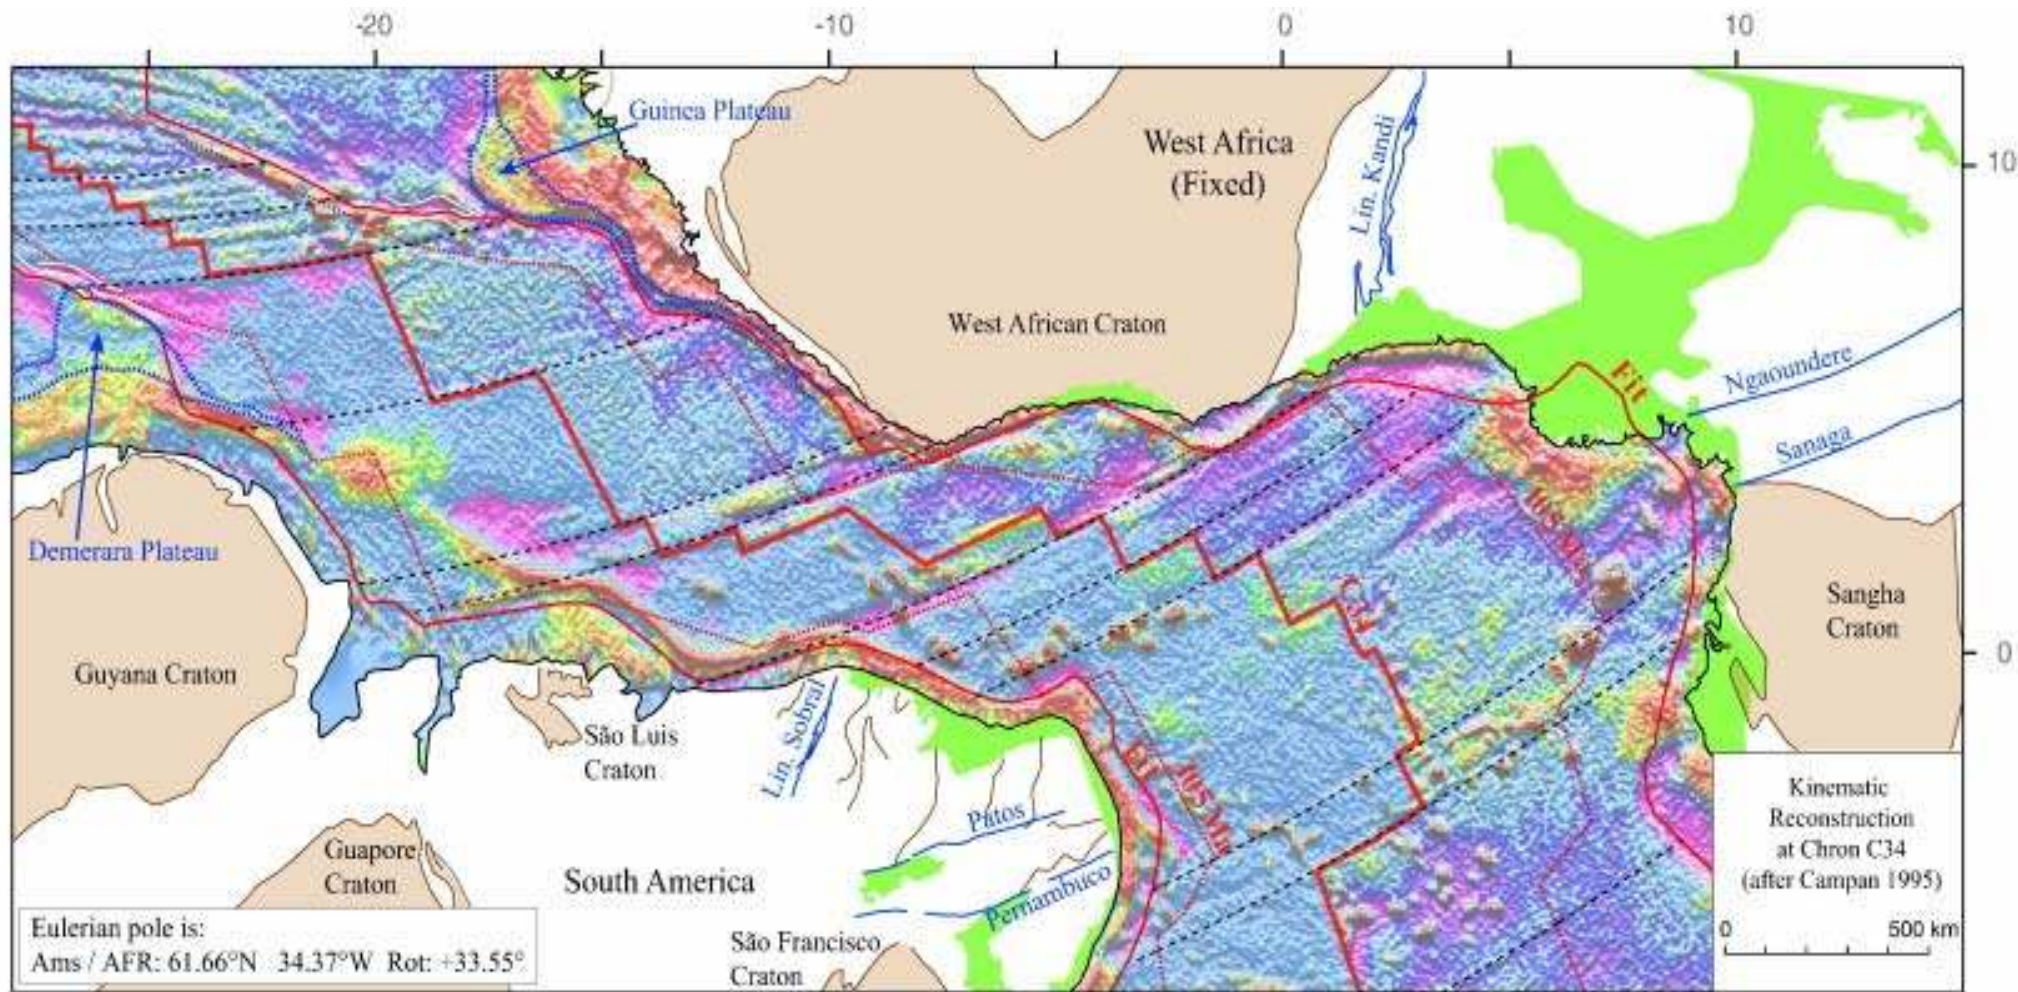 -20
-10
0
10
Guinea Plateau
West Africa
(Fixed)
Lin. Kandi
10
West African Craton
Fit
Ngaoundere
Sanaga
105 Ma
Demerara Plateau
C34
Sangha
Craton
0
Guyana Craton
São Luis
Craton
Lin. Sobral
Fit
105 Ma
Patos
Pernambuco
Guapore
Craton
South America
São Francisco
Craton
Eulerian pole is:
Ams / AFR: 61.66°N 34.37°W Rot: +33.55°
Kinematic
Reconstruction
at Chron C34
(after Campan 1995)
0 500 km